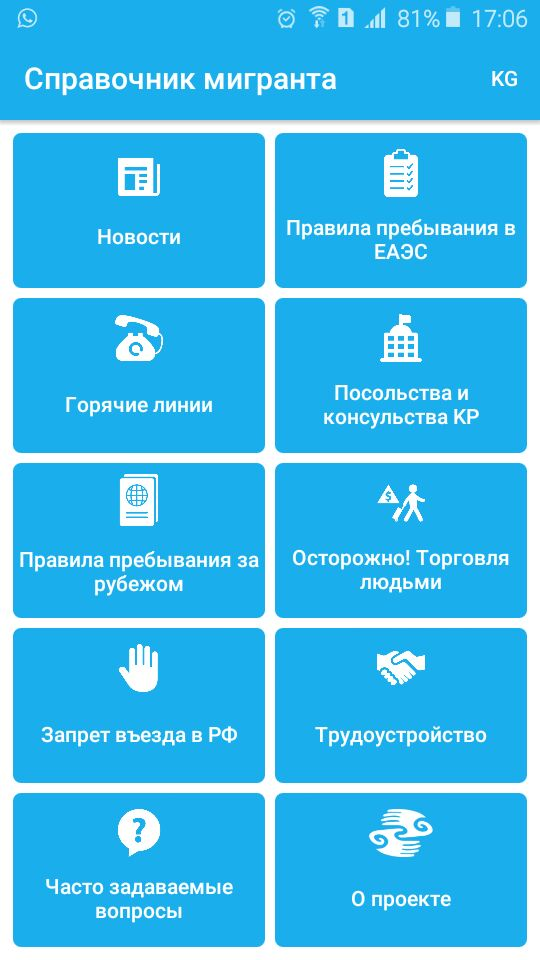 1 81% 17:06
Справочник мигранта KG
Новости
Правила пребывания в
ЕАЭС
Горячие линии
Посольства и
консульства КР
Правила пребывания за
рубежом
$
Осторожно! Торговля
людьми
Запрет въезда в РФ
Трудоустройство
?
Часто задаваемые
вопросы
О проекте